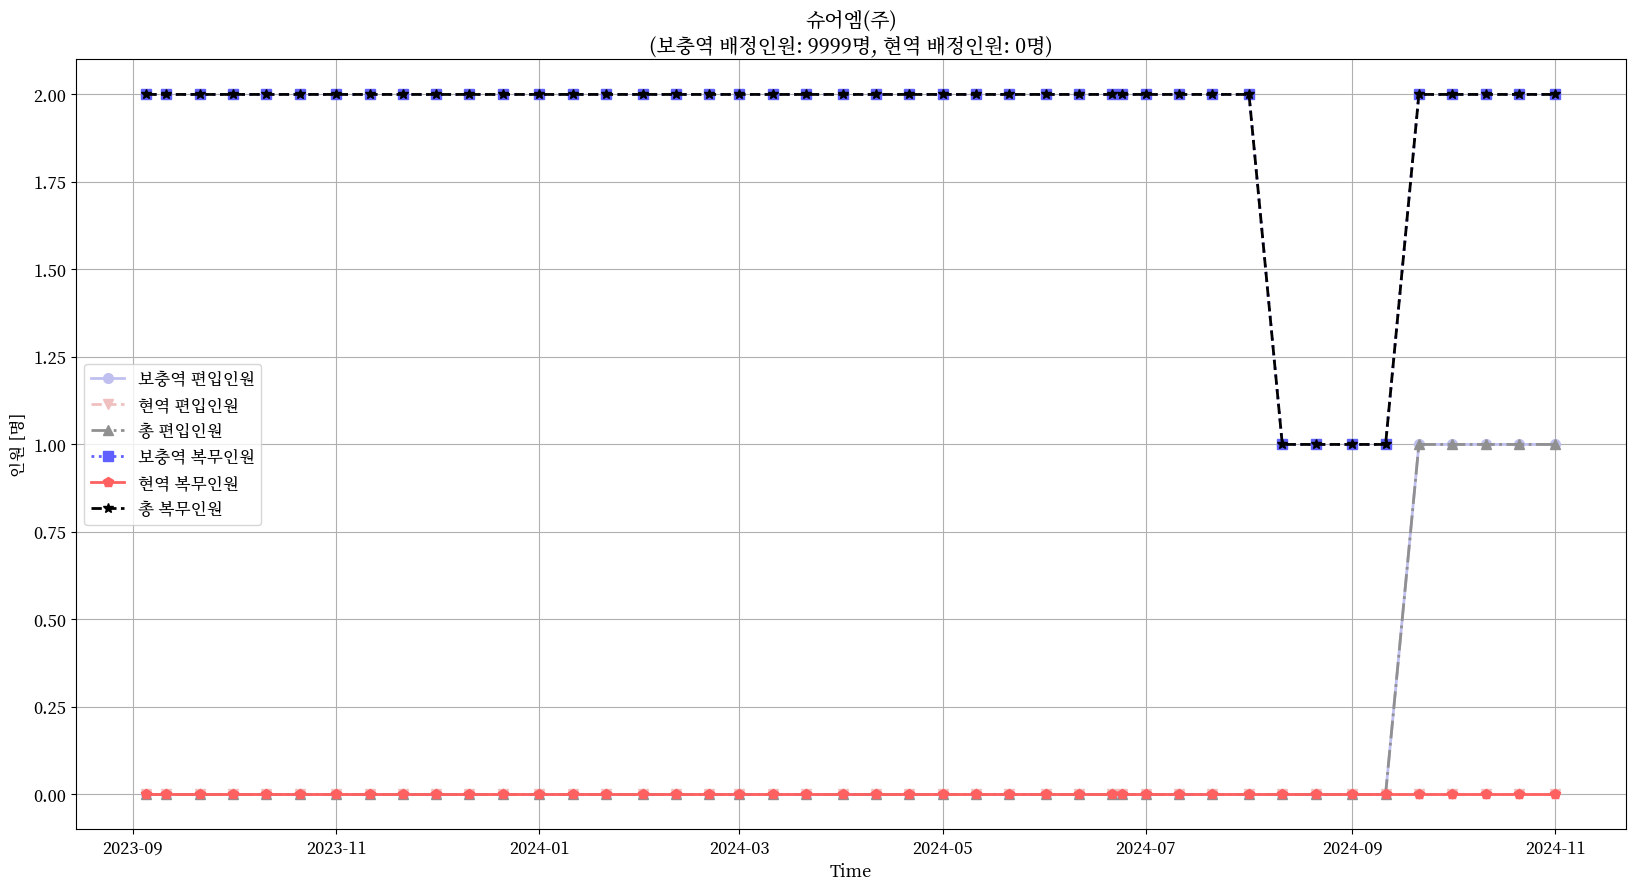 슈어엠(주)
(보충역 배정인원: 9999명, 현역 배정인원: 0명)
2.00
1.75
1.50
1.25
1.00
0.75
0.50
0.25
0.00
인원 [명]
보충역 편입인원
현역 편입인원
총 편입인원
보충역 복무인원
현역 복무인원
총 복무인원
2023-09
2023-11
2024-01
2024-03
2024-05
2024-07
2024-09
2024-11
Time